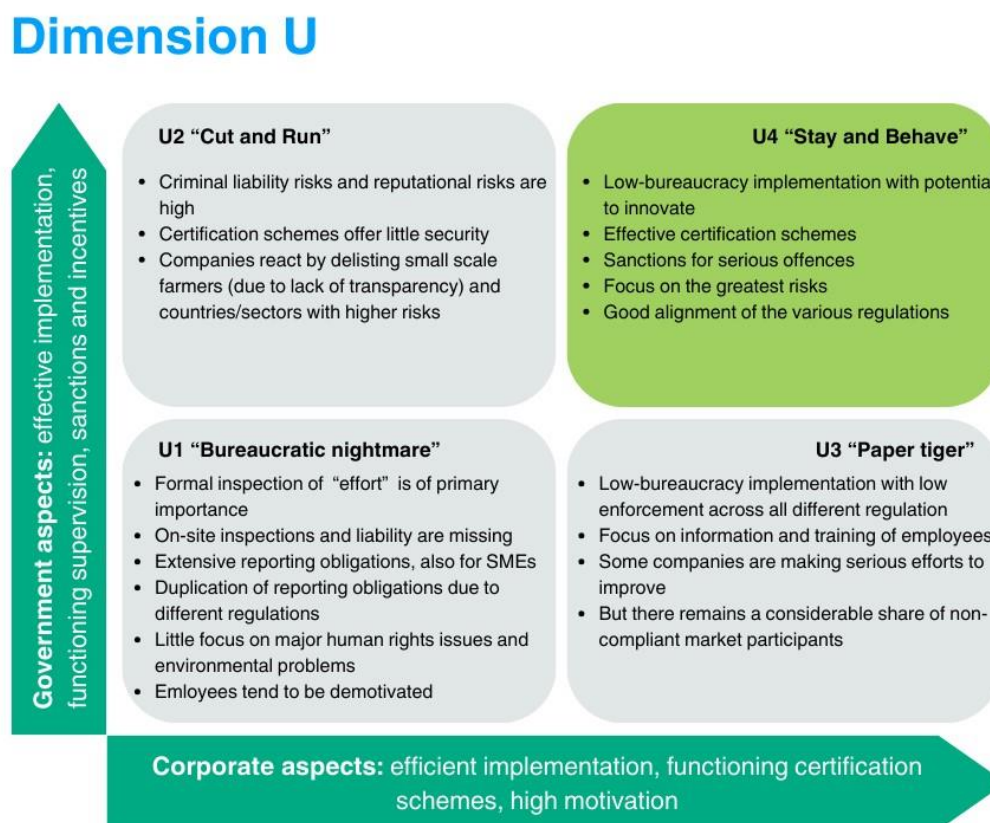 Dimension U
Government aspects: effective implementation,
functioning supervision, sanctions and incentives
U2 “Cut and Run”
• Criminal liability risks and reputational risks are
high
• Certification schemes offer little security
• Companies react by delisting small scale
farmers (due to lack of transparency) and
countries/sectors with higher risks
U4 “Stay and Behave”
• Low-bureaucracy implementation with potentia
to innovate
• Effective certification schemes
• Sanctions for serious offences
• Focus on the greatest risks
• Good alignment of the various regulations
U1 “Bureaucratic nightmare”
• Formal inspection of “effort” is of primary
importance
• On-site inspections and liability are missing
• Extensive reporting obligations, also for SMEs
• Duplication of reporting obligations due to
different regulations
• Little focus on major human rights issues and
environmental problems
• Emloyees tend to be demotivated
U3 “Paper tiger”
• Low-bureaucracy implementation with low
enforcement across all different regulation
• Focus on information and training of employees
• Some companies are making serious efforts to
improve
• But there remains a considerable share of non-
compliant market participants
Corporate aspects: efficient implementation, functioning certification
schemes, high motivation